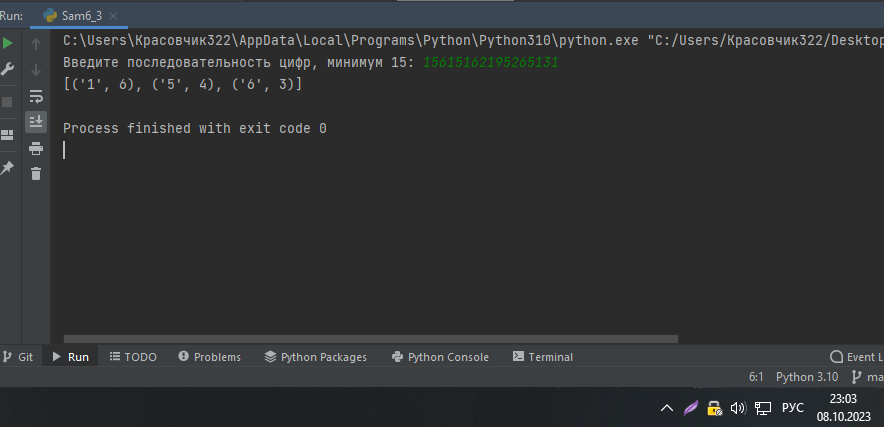 Run:
Sam6_3
C:\Users\Красовчик322\AppData\Local\Programs\Python\Python310\python.exe "C:/Users/Красовчик322/Desktop
Введите последовательность цифр, минимум 15: 15615162195265131
[('1', 6), ('5', 4), ('6', 3)]
Process finished with exit code 0
Git Run TODO Problems Python Packages Python Console Terminal Event L
6:1 Python 3.10 ma
РУС 23:03
08.10.2023